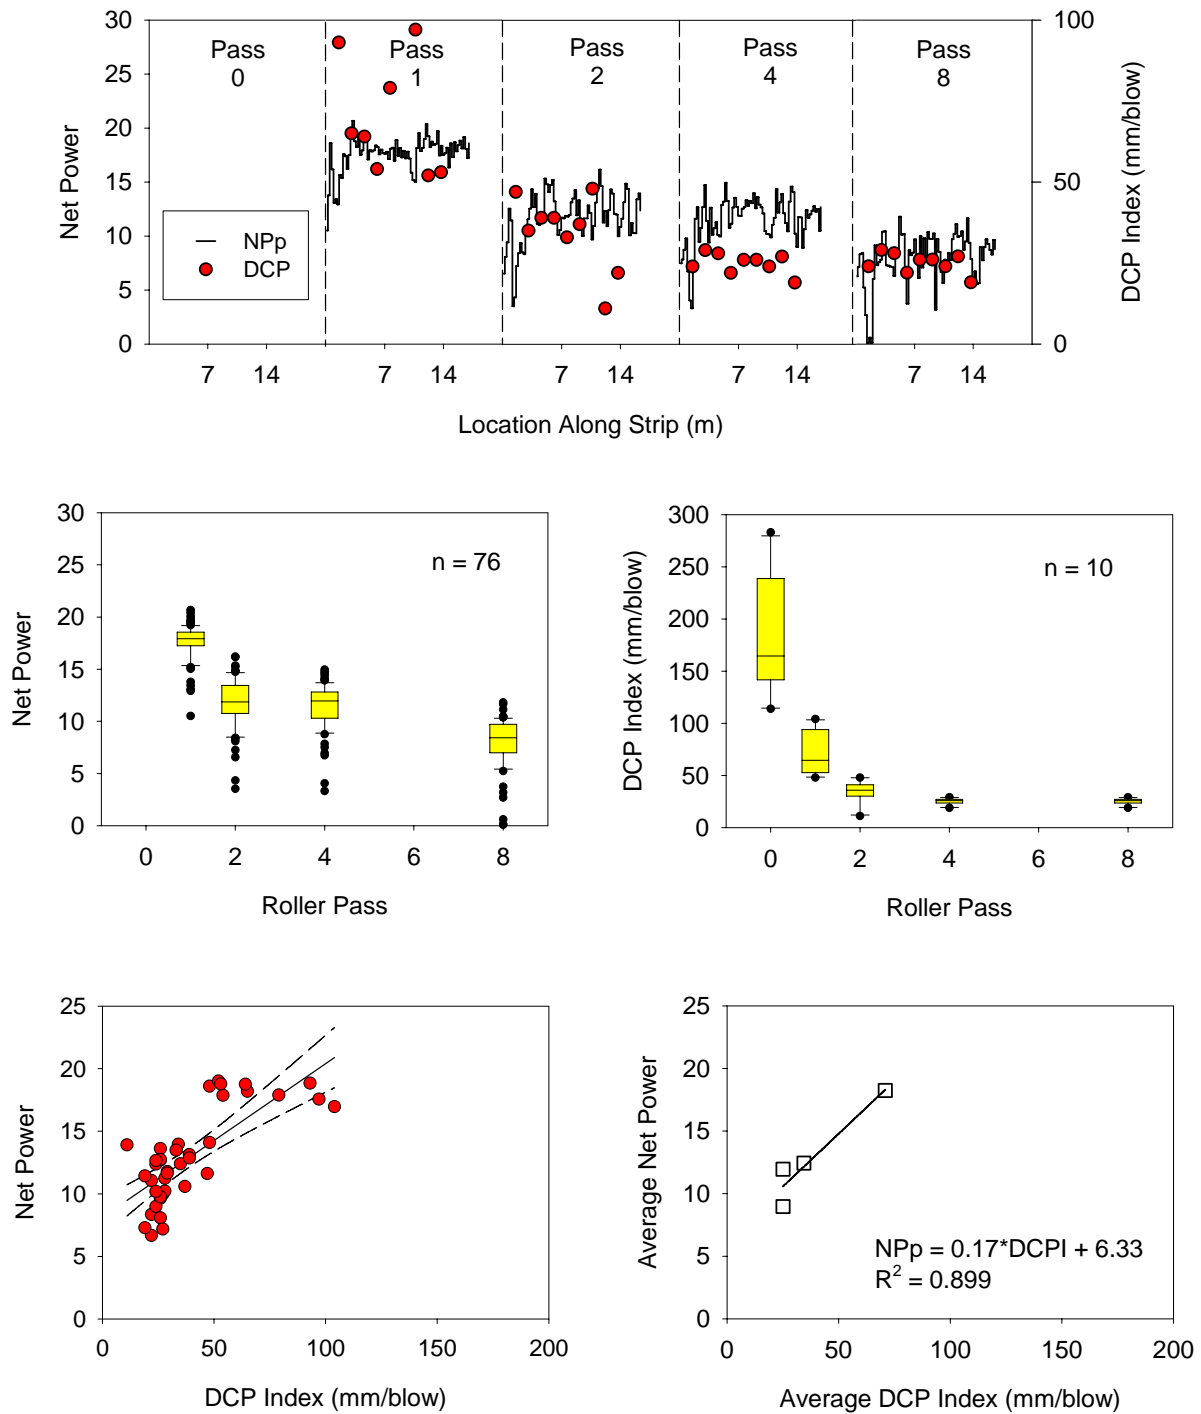 30
25
20
15
10
5
0
Net Power
Pass Pass Pass Pass Pass
0 1 2 4 8
NPp
DCP
100
50
0
DCP Index (mm/blow)
7 14 7 14 7 14 7 14 7 14
Location Along Strip (m)
30
25
20
15
10
5
0
Net Power
n = 76
0 2 4 6 8
Roller Pass
300
250
200
150
100
50
0
DCP Index (mm/blow)
n = 10
0 2 4 6 8
Roller Pass
25
20
15
10
5
0
Net Power
0 50 100 150 200
DCP Index (mm/blow)
25
20
15
10
5
0
Average Net Power
NPp = 0.17*DCPI + 6.33
R² = 0.899
0 50 100 150 200
Average DCP Index (mm/blow)